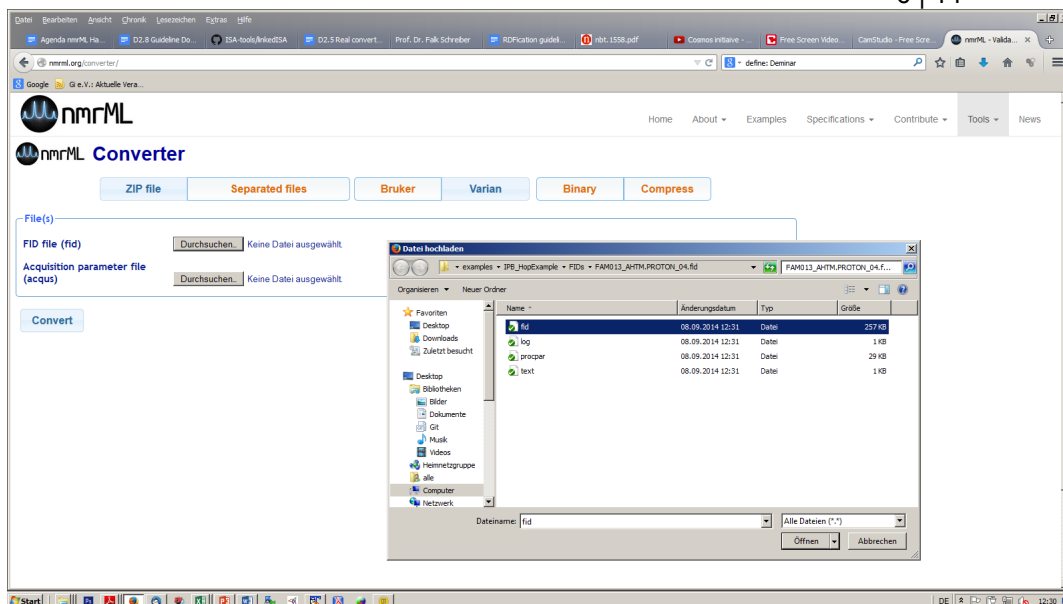 Datei Bearbeiten Ansicht Chronik Lesezeichen Extras Hilfe
Agenda nmrML Ha... D2.8 Guideline Do... ISA-tools/linkedISA D2.5 Real convert... Prof. Dr. Falk Schreiber RDFication guideli... nbt.1558.pdf Cosmos initiaive - ... Free Screen Video... CamStudio - Free Scre... nmrML - Valida...
nmrml.org/converter/ define: Deminar
Google Gi e.V.: Aktuelle Vera...
nmrML Home About Examples Specifications Contribute Tools News
nmrML Converter
ZIP file Separated files Bruker Varian Binary Compress
File(s)
FID file (fid) Durchsuchen.. Keine Datei ausgewählt.
Acquisition parameter file
(acqus) Durchsuchen.. Keine Datei ausgewählt.
Convert
Datei hochladen
examples IPB_HopExample FIDs FAM013_AHTM.PROTON_04.fid FAM013_AHTM.PROTON_04.f...
Organisieren Neuer Ordner
Favoriten
Desktop
Downloads
Zuletzt besucht
Desktop
Bibliotheken
Bilder
Dokumente
Git
Musik
Videos
Heimnetzgruppe
alle
Computer
Netzwerk
Name Änderungsdatum Typ Größe
fid 08.09.2014 12:31 Datei 257 KB
log 08.09.2014 12:31 Datei 1 KB
procpar 08.09.2014 12:31 Datei 29 KB
text 08.09.2014 12:31 Datei 1 KB
Dateiname: fid Alle Dateien (*.*)
Öffnen Abbrechen
Start DE 12:30